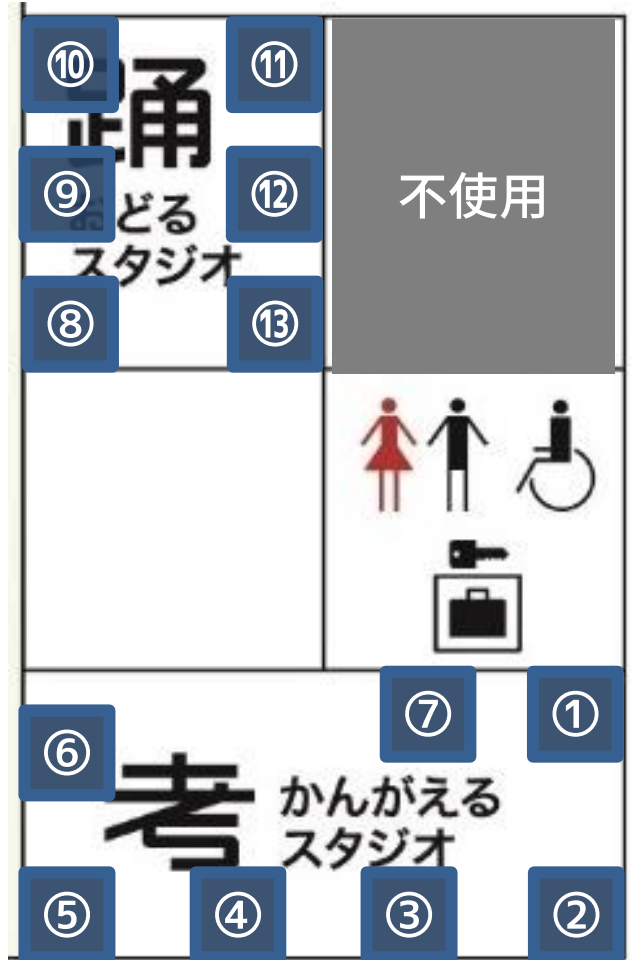 ⑩
⑪
踊
不使用
⑨
⑫
おどる
スタジオ
⑧
⑬
⑦
①
⑥
考
かんがえる
スタジオ
⑤
④
③
②